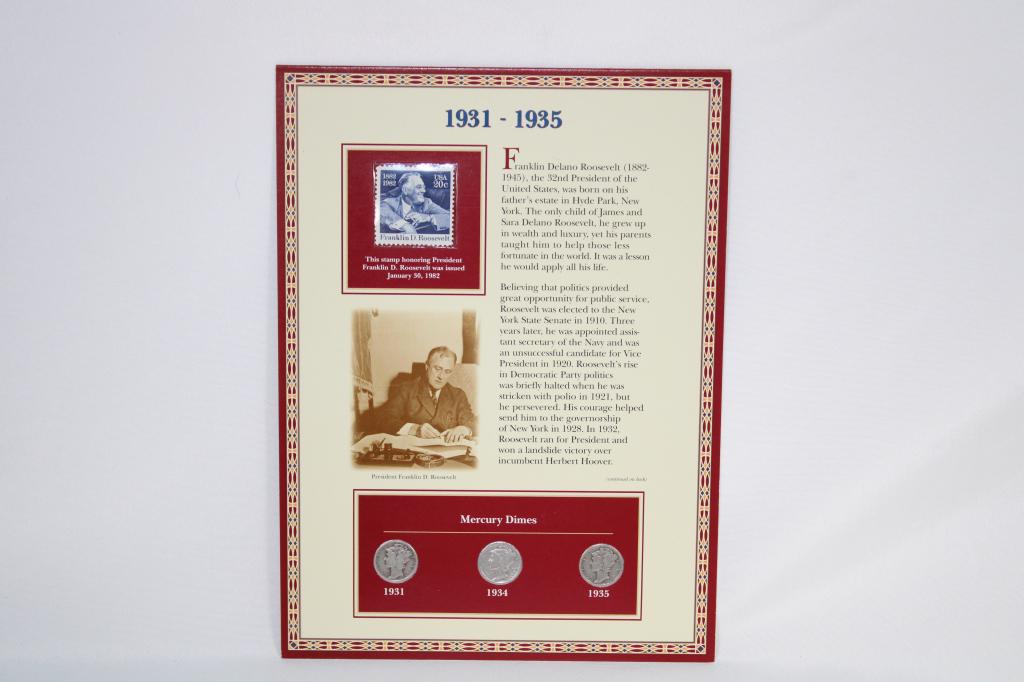 1931 - 1935
1882
1982
USA
20c
Franklin D. Roosevelt
This stamp honoring President
Franklin D. Roosevelt was issued
January 30, 1982
Franklin Delano Roosevelt (1882-
1945), the 32nd President of the
United States, was born on his
father's estate in Hyde Park, New
York. The only child of James and
Sara Delano Roosevelt, he grew up
in wealth and luxury, yet his parents
taught him to help those less
fortunate in the world. It was a lesson
he would apply all his life.
Believing that politics provided
great opportunity for public service,
Roosevelt was elected to the New
York State Senate in 1910. Three
years later, he was appointed assis-
tant secretary of the Navy and was
an unsuccessful candidate for Vice
President in 1920. Roosevelt's rise
in Democratic Party politics
was briefly halted when he was
stricken with polio in 1921, but
he persevered. His courage helped
send him to the governorship
of New York in 1928. In 1932,
Roosevelt ran for President and
won a landslide victory over
incumbent Herbert Hoover.
(continued on back)
President Franklin D. Roosevelt
Mercury Dimes
1931
1934
1935